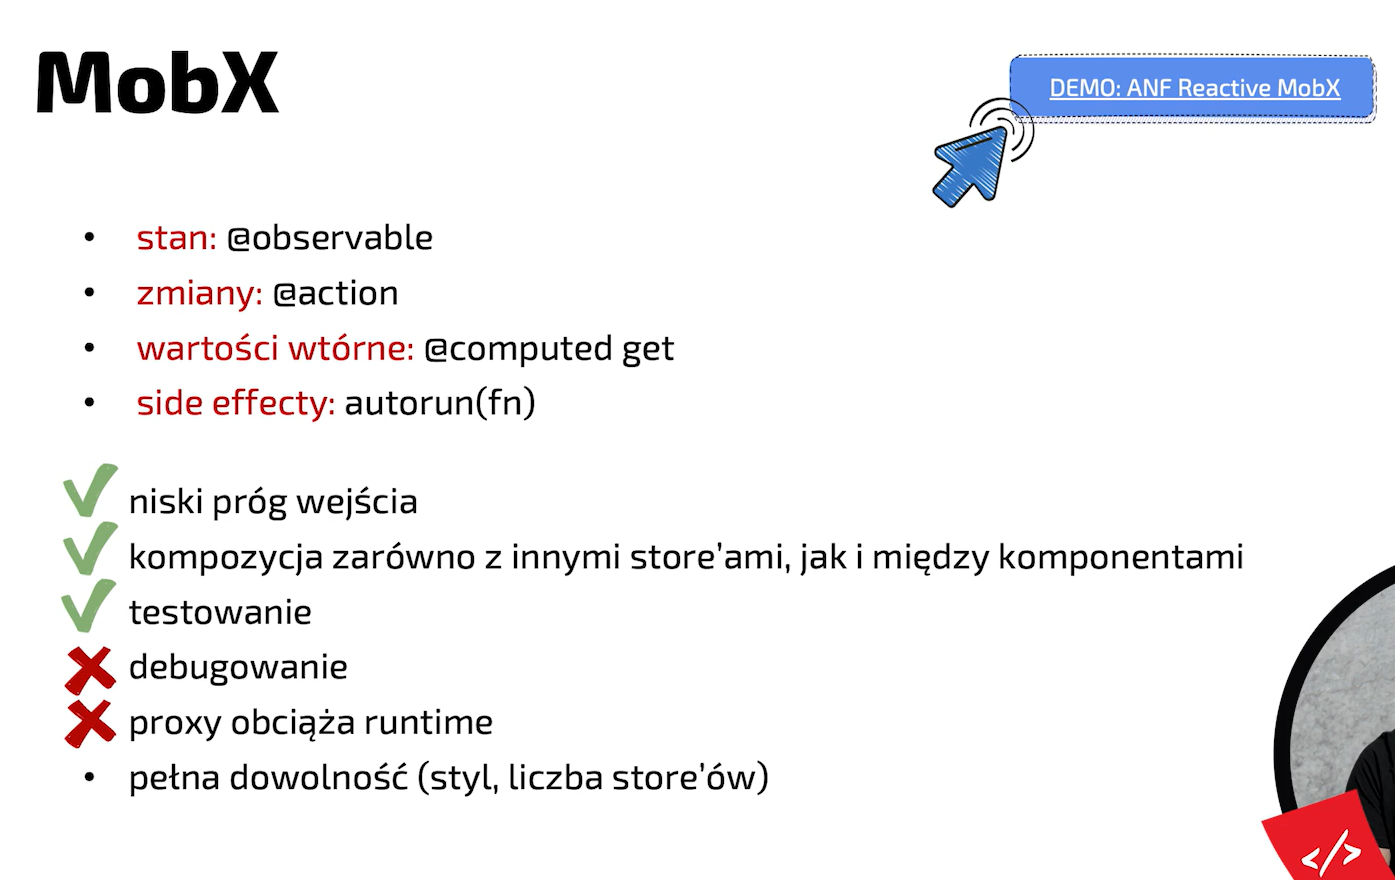 MobX
DEMO: ANF Reactive MobX
stan: @observable
zmiany: @action
wartości wtórne: @computed get
side effecty: autorun(fn)
niski próg wejścia
kompozycja zarówno z innymi store’ami, jak i między komponentami
testowanie
debugowanie
proxy obciąża runtime
pełna dowolność (styl, liczba store’ów)
</>